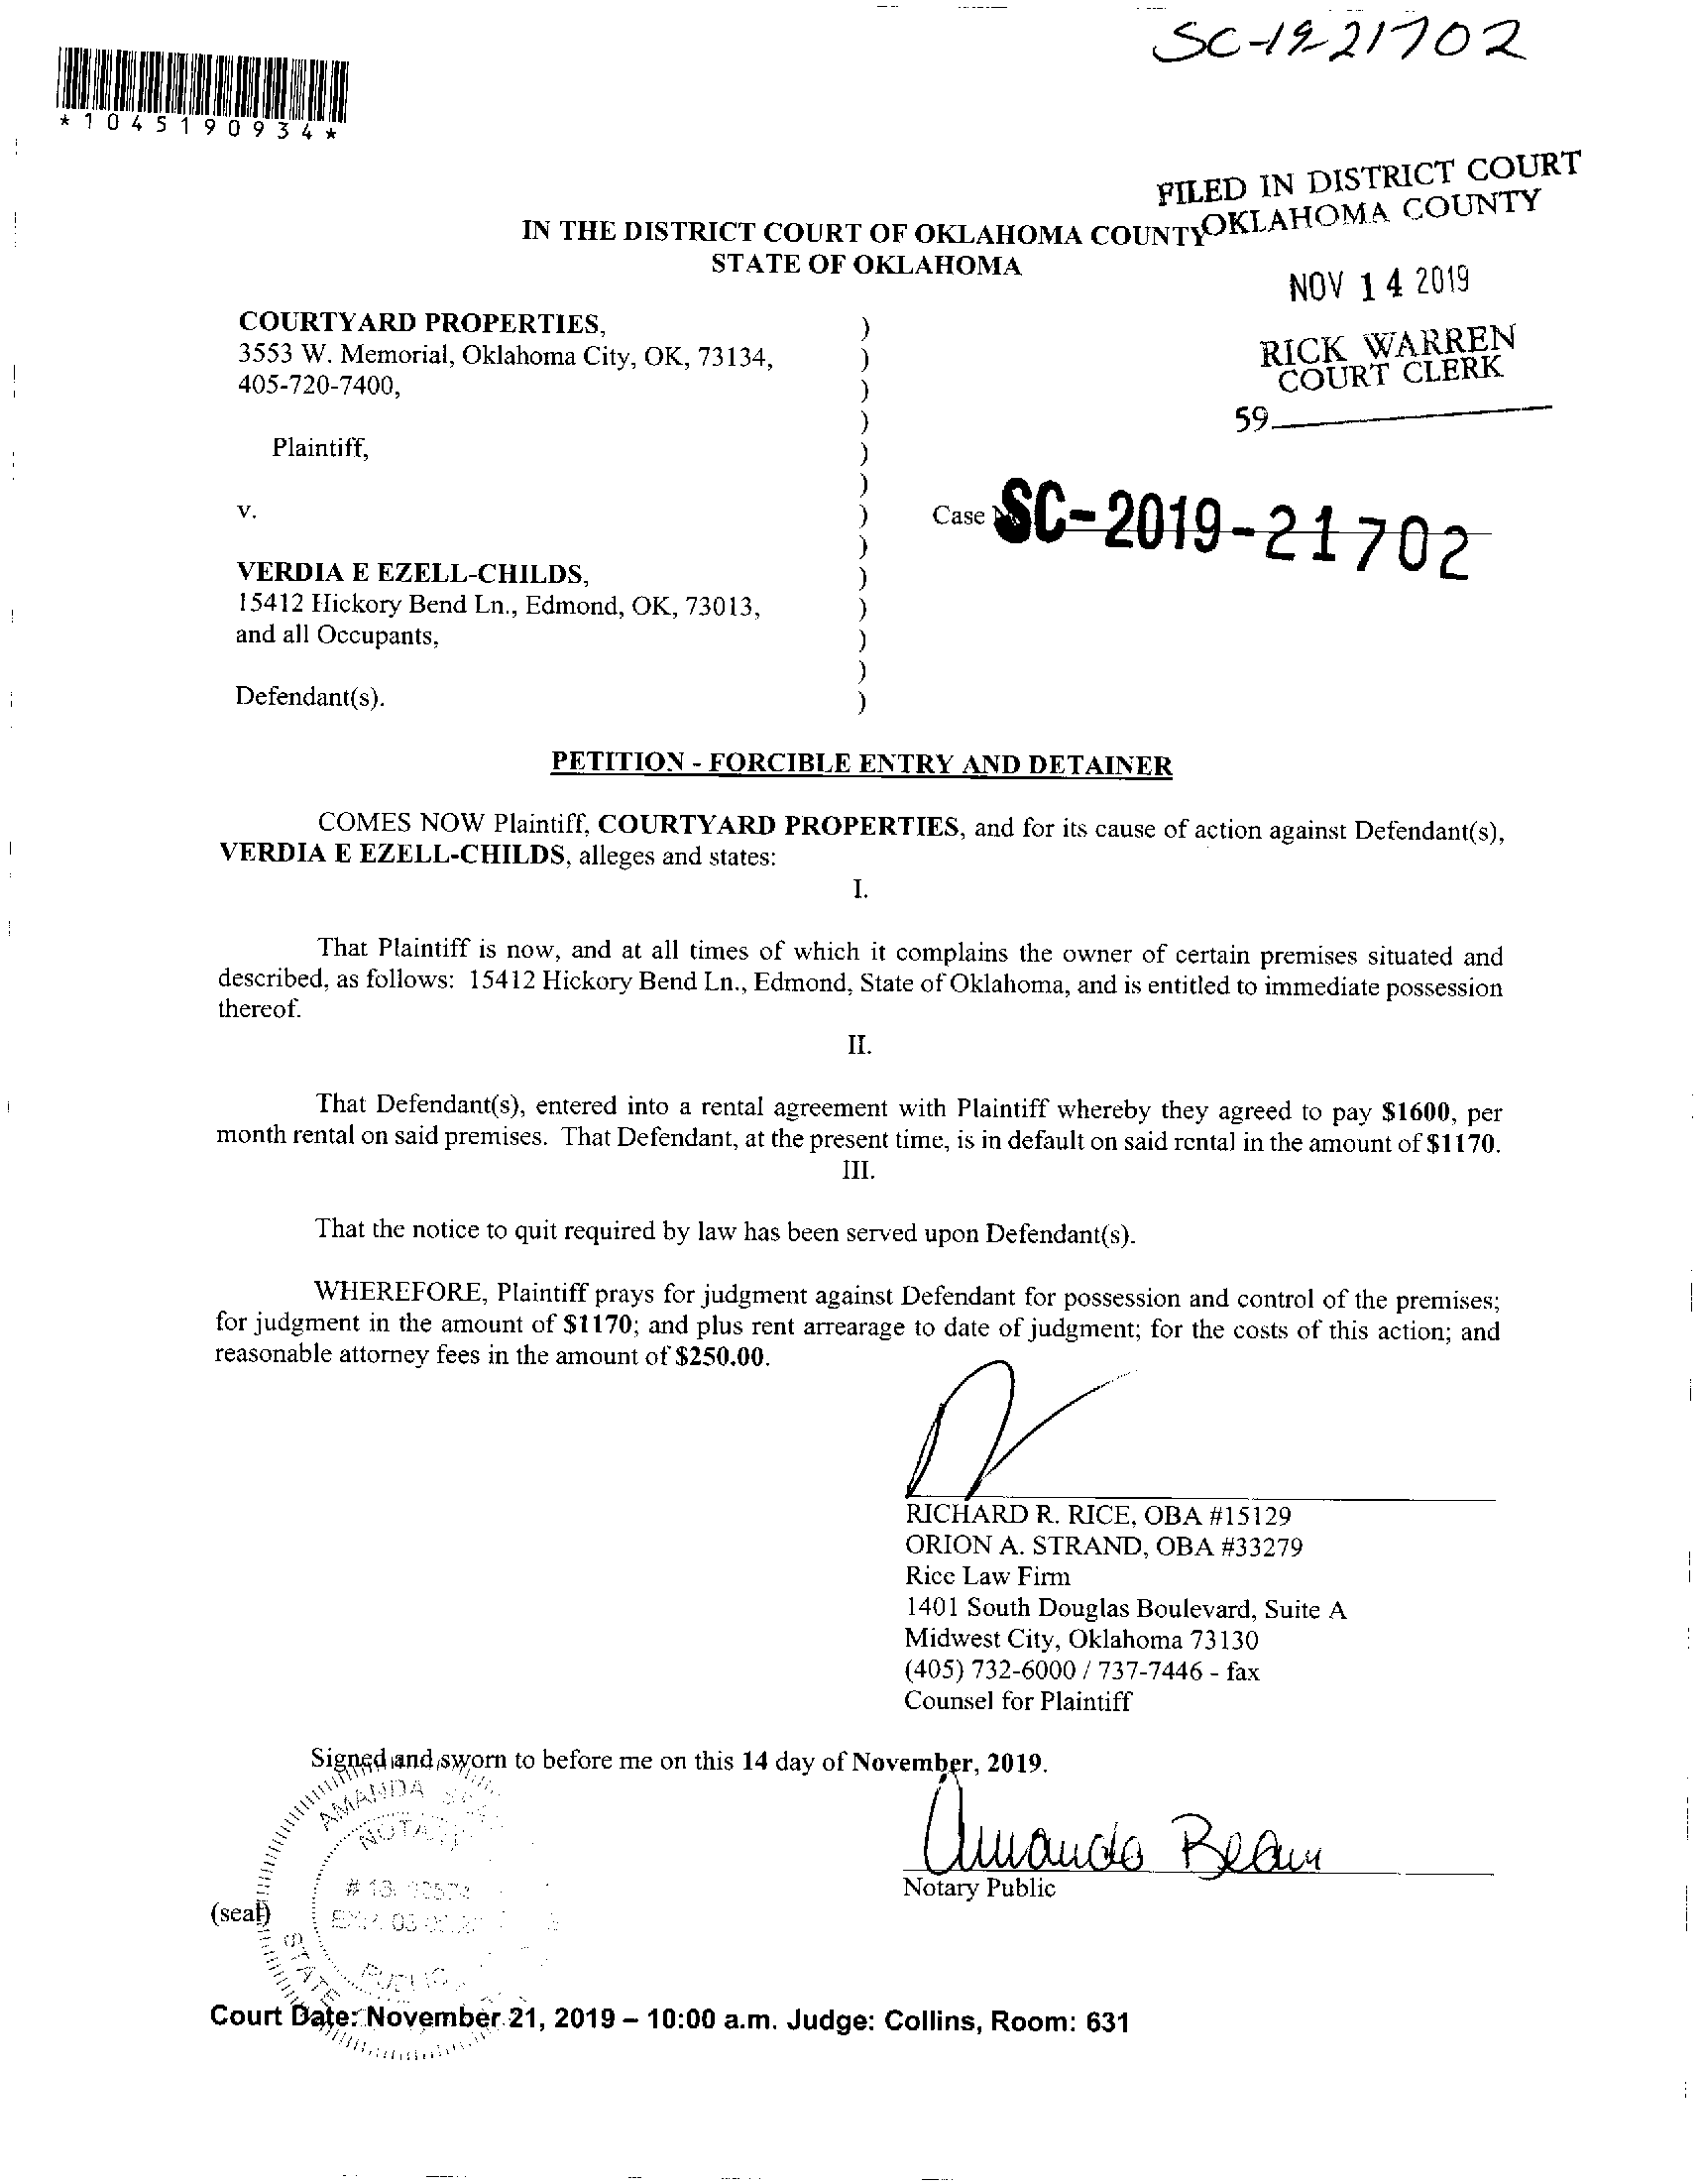 SC-19-21702
*1045190934*
FILED IN DISTRICT COURT
OKLAHOMA COUNTY
IN THE DISTRICT COURT OF OKLAHOMA COUNTY
STATE OF OKLAHOMA
NOV 14 2019
COURTYARD PROPERTIES,
3553 W. Memorial, Oklahoma City, OK, 73134,
405-720-7400,
RICK WARREN
COURT CLERK
59
Plaintiff,
v.
Case SC-2019-21702
VERDIA E EZELL-CHILDS,
15412 Hickory Bend Ln., Edmond, OK, 73013,
and all Occupants,
Defendant(s).
)
)
)
)
)
)
)
)
)
)
)
)
)
PETITION - FORCIBLE ENTRY AND DETAINER
COMES NOW Plaintiff, COURTYARD PROPERTIES, and for its cause of action against Defendant(s),
VERDIA E EZELL-CHILDS, alleges and states:
I.
That Plaintiff is now, and at all times of which it complains the owner of certain premises situated and
described, as follows: 15412 Hickory Bend Ln., Edmond, State of Oklahoma, and is entitled to immediate possession
thereof.
II.
That Defendant(s), entered into a rental agreement with Plaintiff whereby they agreed to pay $1600, per
month rental on said premises. That Defendant, at the present time, is in default on said rental in the amount of $1170.
III.
That the notice to quit required by law has been served upon Defendant(s).
WHEREFORE, Plaintiff prays for judgment against Defendant for possession and control of the premises;
for judgment in the amount of $1170; and plus rent arrearage to date of judgment; for the costs of this action; and
reasonable attorney fees in the amount of $250.00.
RICHARD R. RICE, OBA #15129
ORION A. STRAND, OBA #33279
Rice Law Firm
1401 South Douglas Boulevard, Suite A
Midwest City, Oklahoma 73130
(405) 732-6000 / 737-7446 - fax
Counsel for Plaintiff
Signed and sworn to before me on this 14 day of November, 2019.
AMANDA
Amanda Beam
Notary Public
(seal)
STATE
PUBLIC
Court Date: November 21, 2019 – 10:00 a.m. Judge: Collins, Room: 631